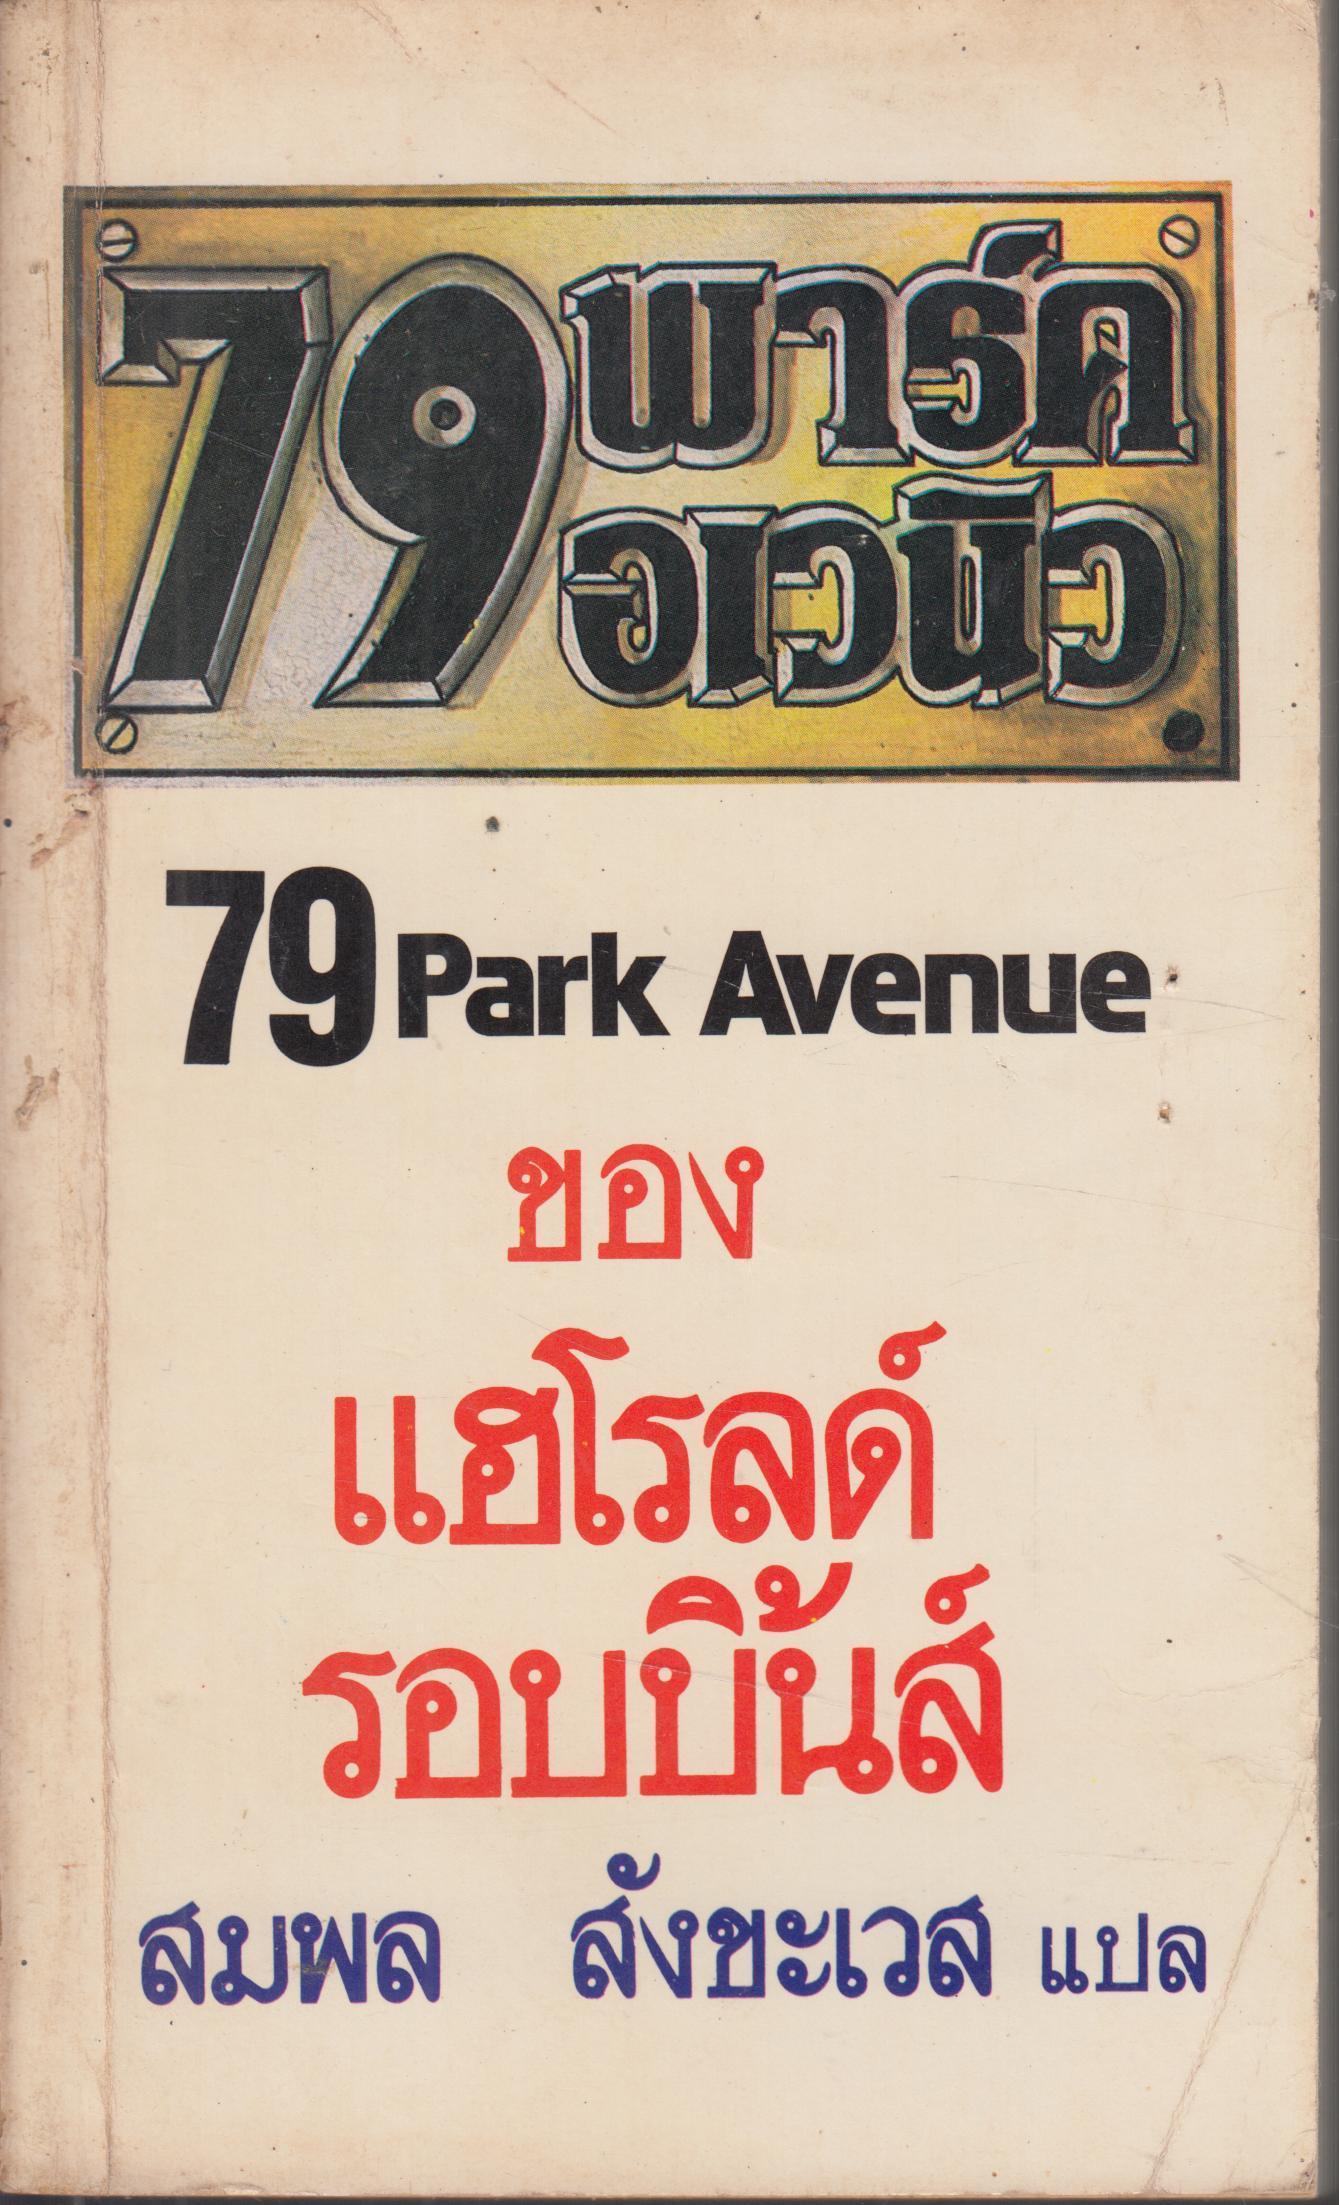 79 พาร์ค
อเวนิว
79 Park Avenue
ของ
แฮโรลด์
รอบบิ้นส์
สมพล สังขะเวส แปล